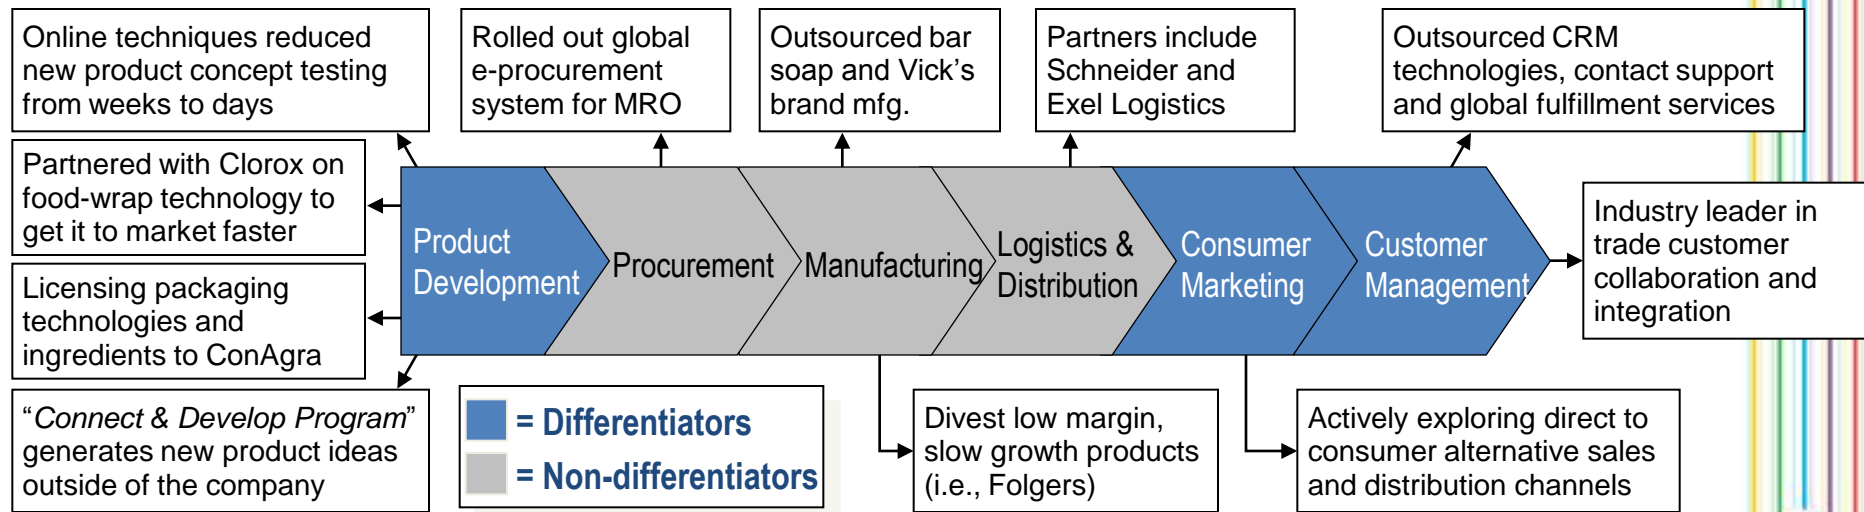 Online techniques reduced
new product concept testing
from weeks to days
Rolled out global
e-procurement
system for MRO
Outsourced bar
soap and Vick’s
brand mfg.
Partners include
Schneider and
Exel Logistics
Outsourced CRM
technologies, contact support
and global fulfillment services
Partnered with Clorox on
food-wrap technology to
get it to market faster
Licensing packaging
technologies and
ingredients to ConAgra
Product
Development
Procurement
Manufacturing
Logistics &
Distribution
Consumer
Marketing
Customer
Management
Industry leader in
trade customer
collaboration and
integration
“Connect & Develop Program”
generates new product ideas
outside of the company
= Differentiators
= Non-differentiators
Divest low margin,
slow growth products
(i.e., Folgers)
Actively exploring direct to
consumer alternative sales
and distribution channels